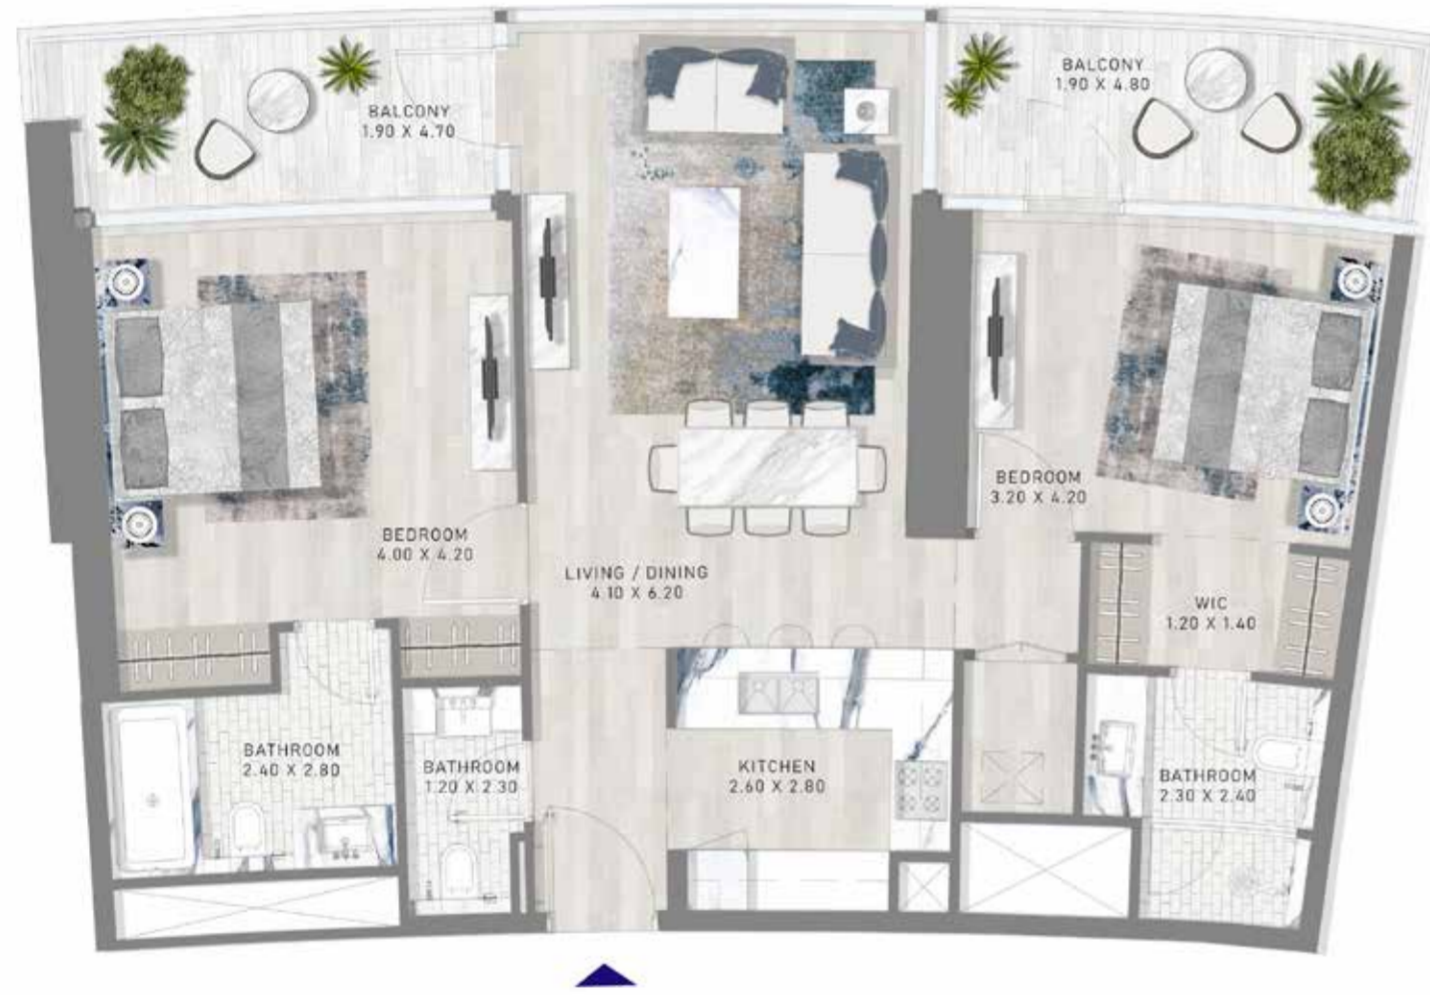 BALCONY
1.90 X 4.70
BALCONY
1.90 X 4.80
BEDROOM
4.00 X 4.20
BEDROOM
3.20 X 4.20
LIVING / DINING
4.10 X 6.20
WIC
1.20 X 1.40
BATHROOM
2.40 X 2.80
BATHROOM
1.20 X 2.30
KITCHEN
2.60 X 2.80
BATHROOM
2.30 X 2.40